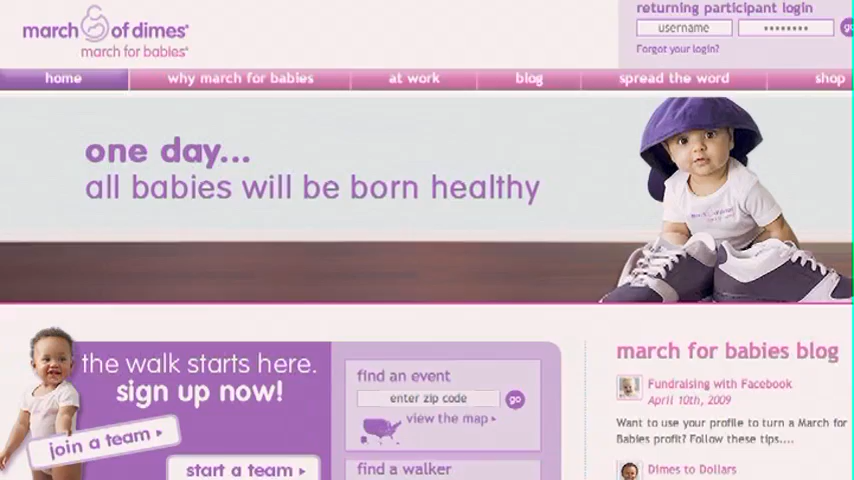 returning participant login
march of dimes®
march for babies®
username
••••••••
go
Forgot your login?
home
why march for babies
at work
blog
spread the word
shop
one day...
all babies will be born healthy
march of dimes
the walk starts here.
sign up now!
join a team
start a team
find an event
enter zip code
go
view the map
find a walker
march for babies blog
Fundraising with Facebook
April 10th, 2009
Want to use your profile to turn a March for
Babies profit? Follow these tips....
Dimes to Dollars